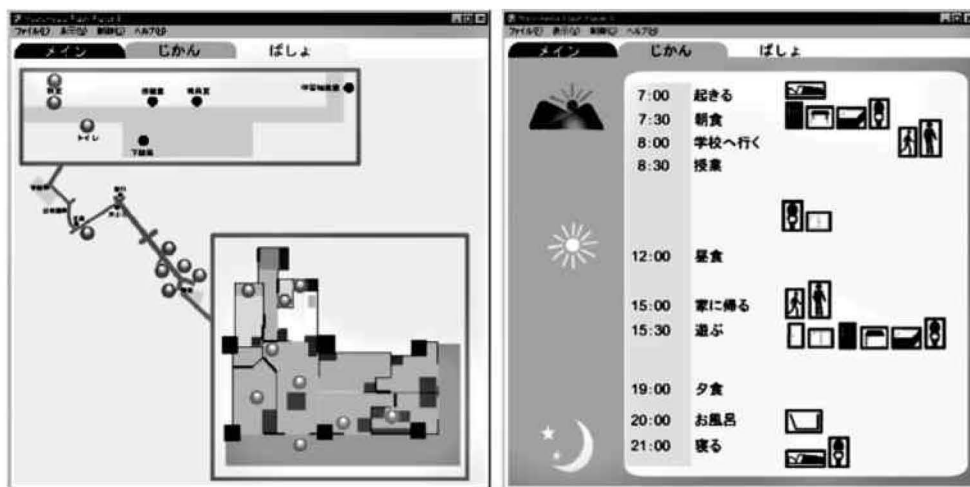 ファイル(F) 表示(V) 制御(C) ヘルプ(H)
メイン じかん ばしょ
トイレ
ファイル(F) 表示(V) 制御(C) ヘルプ(H)
メイン じかん ばしょ
7:00 起きる
7:30 朝食
8:00 学校へ行く
8:30 授業
12:00 昼食
15:00 家に帰る
15:30 遊ぶ
19:00 夕食
20:00 お風呂
21:00 寝る